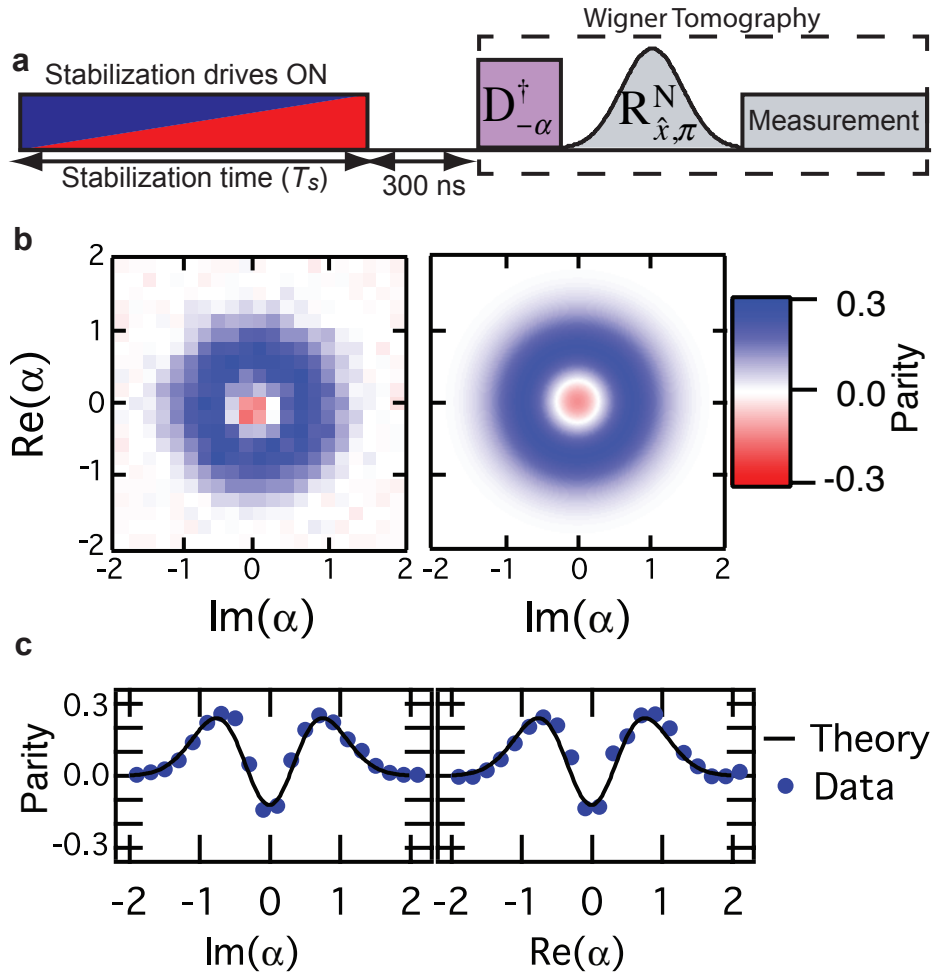 Wigner Tomography
a
Stabilization drives ON
D†-α
R^N_x̂,π
Measurement
Stabilization time (Ts)
300 ns
b
2
1
0
-1
-2
Re(α)
-2 -1 0 1 2
Im(α)
-1 0 1 2
Im(α)
0.3
0.0
-0.3
Parity
c
0.3
0.0
-0.3
Parity
-2 -1 0 1 2
Im(α)
-2 -1 0 1 2
Re(α)
Theory
Data